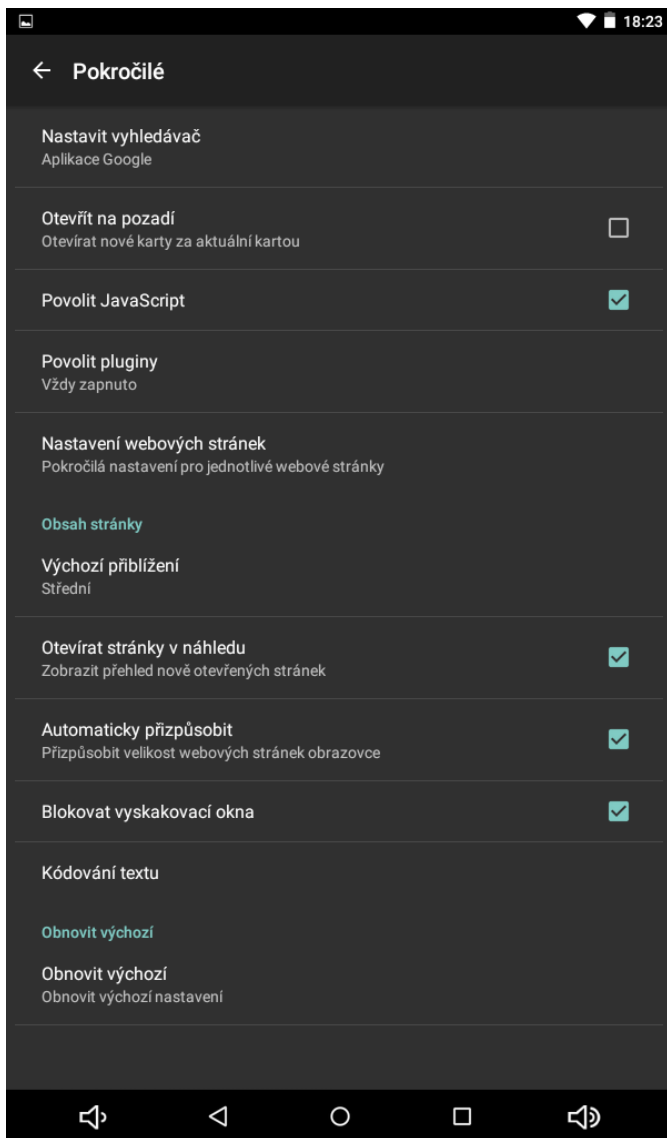 18:23
Pokročilé
Nastavit vyhledávač
Aplikace Google
Otevřít na pozadí
Otevírat nové karty za aktuální kartou
Povolit JavaScript
Povolit pluginy
Vždy zapnuto
Nastavení webových stránek
Pokročilá nastavení pro jednotlivé webové stránky
Obsah stránky
Výchozí přiblížení
Střední
Otevírat stránky v náhledu
Zobrazit přehled nově otevřených stránek
Automaticky přizpůsobit
Přizpůsobit velikost webových stránek obrazovce
Blokovat vyskakovací okna
Kódování textu
Obnovit výchozí
Obnovit výchozí
Obnovit výchozí nastavení